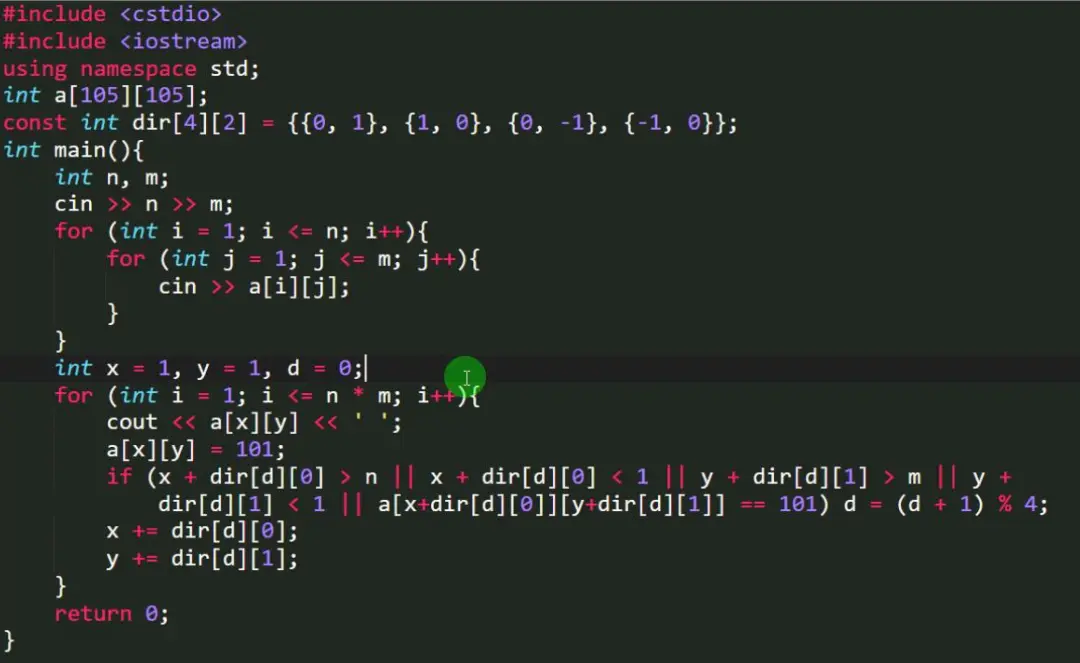 #include <cstdio>
#include <iostream>
using namespace std;
int a[105][105];
const int dir[4][2] = {{0, 1}, {1, 0}, {0, -1}, {-1, 0}};
int main(){
    int n, m;
    cin >> n >> m;
    for (int i = 1; i <= n; i++){
        for (int j = 1; j <= m; j++){
            cin >> a[i][j];
        }
    }
    int x = 1, y = 1, d = 0;
    for (int i = 1; i <= n * m; i++){
        cout << a[x][y] << ' ';
        a[x][y] = 101;
        if (x + dir[d][0] > n || x + dir[d][0] < 1 || y + dir[d][1] > m || y +
            dir[d][1] < 1 || a[x+dir[d][0]][y+dir[d][1]] == 101) d = (d + 1) % 4;
        x += dir[d][0];
        y += dir[d][1];
    }
    return 0;
}